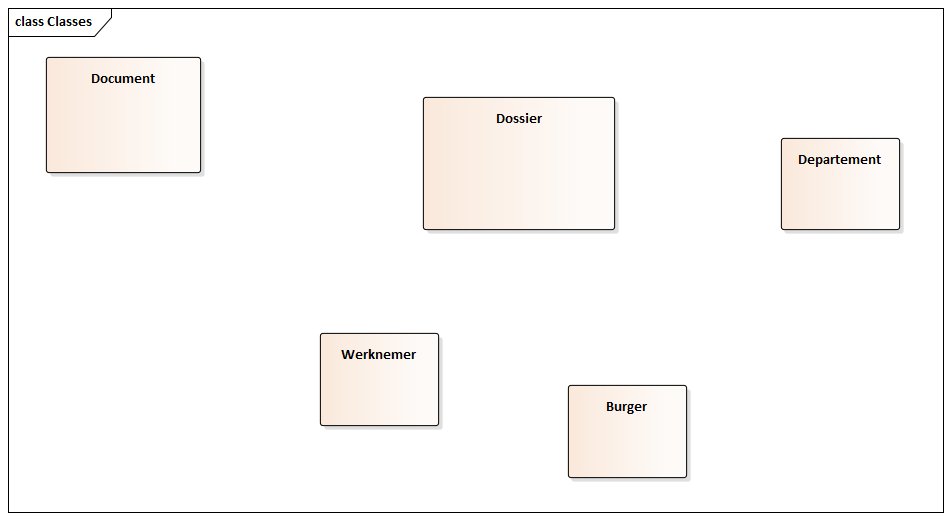 class Classes
Document
Dossier
Departement
Werknemer
Burger